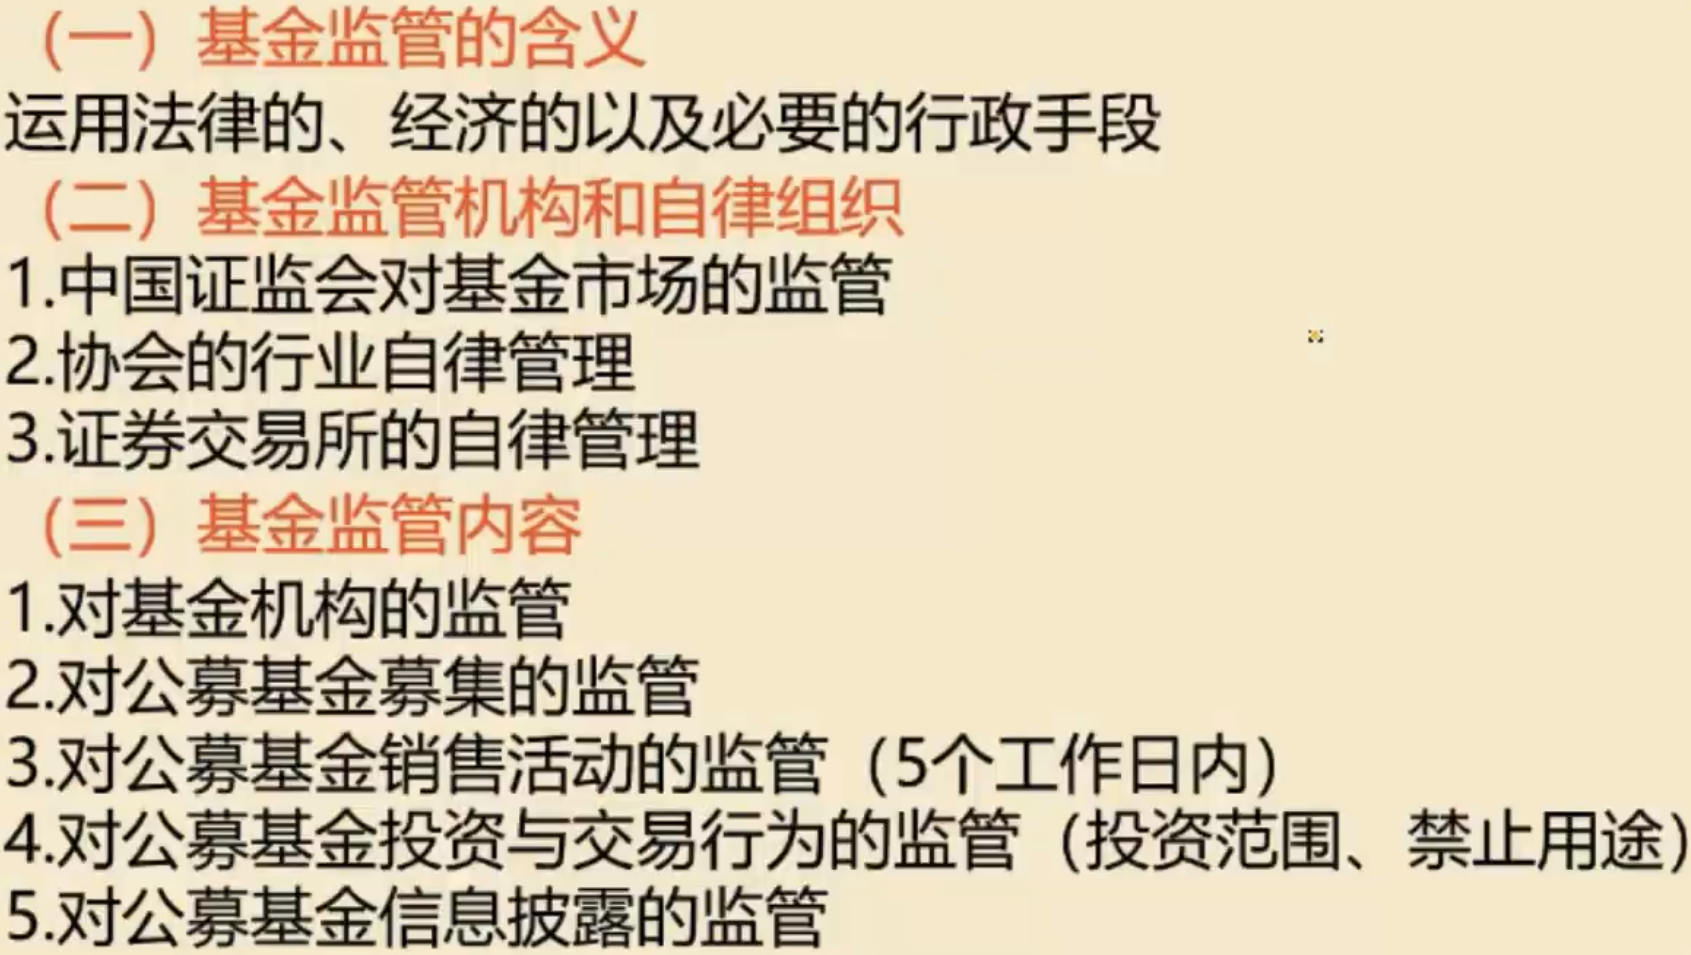 （一）基金监管的含义
运用法律的、经济的以及必要的行政手段
（二）基金监管机构和自律组织
1.中国证监会对基金市场的监管
2.协会的行业自律管理
3.证券交易所的自律管理
（三）基金监管内容
1.对基金机构的监管
2.对公募基金募集的监管
3.对公募基金销售活动的监管（5个工作日内）
4.对公募基金投资与交易行为的监管（投资范围、禁止用途）
5.对公募基金信息披露的监管